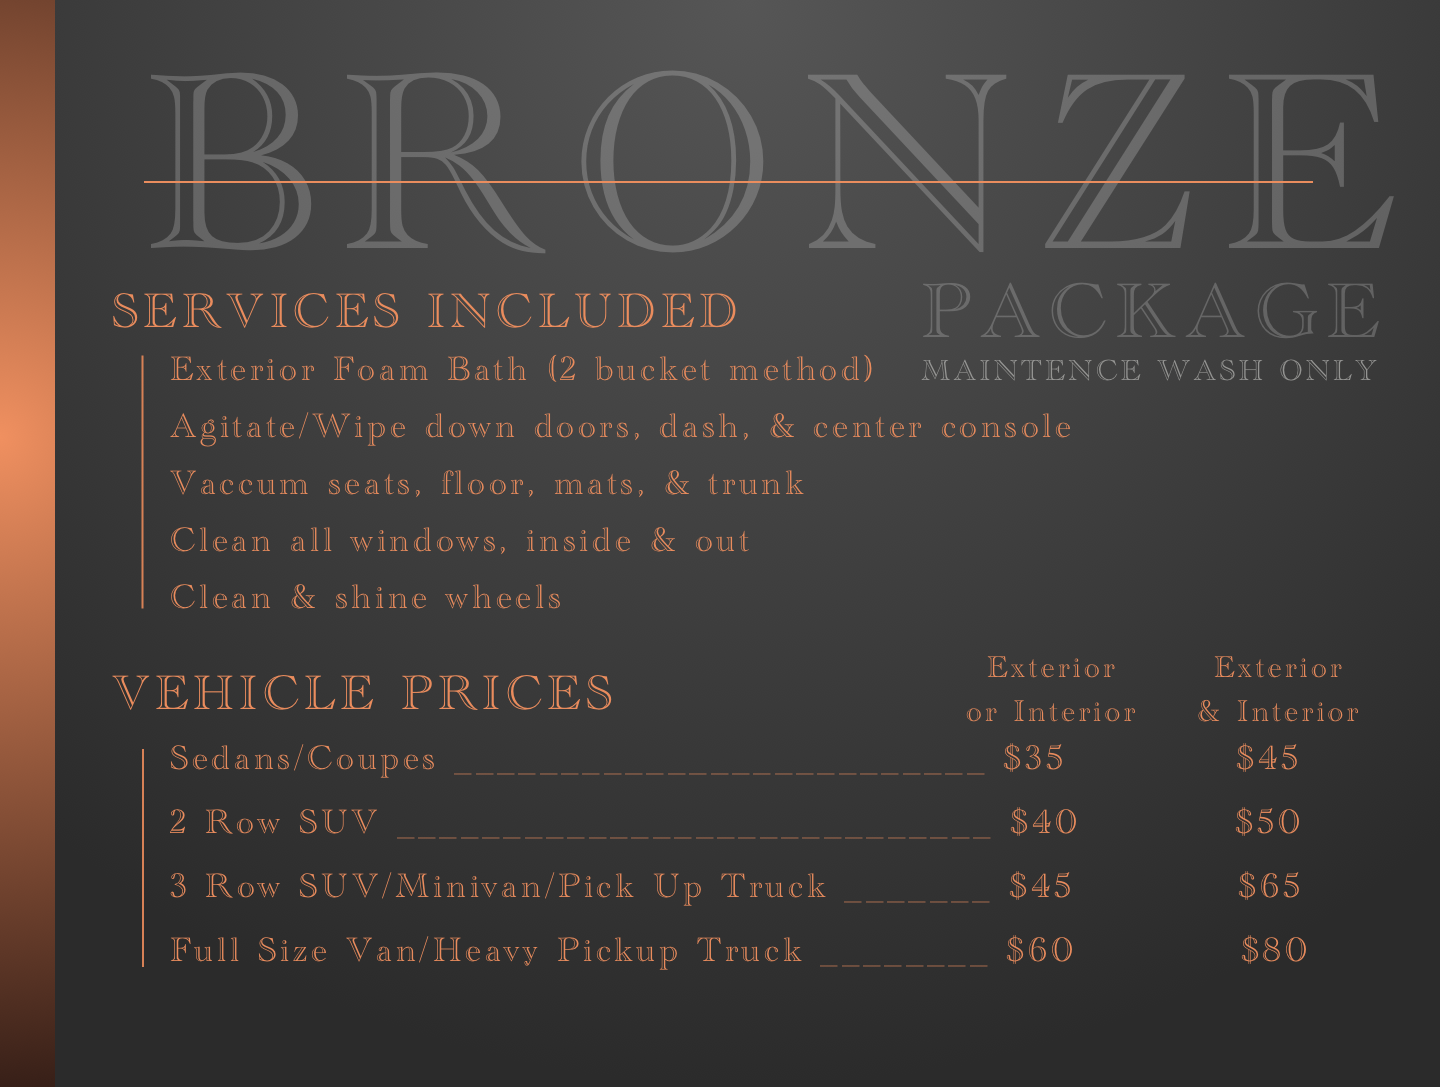 BRONZE
PACKAGE
MAINTENCE WASH ONLY
SERVICES INCLUDED
Exterior Foam Bath (2 bucket method)
Agitate/Wipe down doors, dash, & center console
Vaccum seats, floor, mats, & trunk
Clean all windows, inside & out
Clean & shine wheels
VEHICLE PRICES
Exterior or Interior
Exterior & Interior
Sedans/Coupes _________________________ $35 $45
2 Row SUV ____________________________ $40 $50
3 Row SUV/Minivan/Pick Up Truck _______ $45 $65
Full Size Van/Heavy Pickup Truck ________ $60 $80